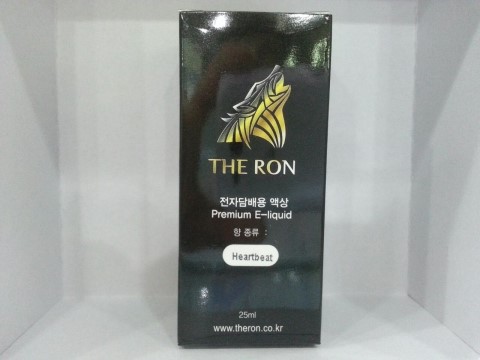 THE RON
전자담배용 액상
Premium E-liquid
향 종류 :
Heartbeat
25ml
www.theron.co.kr